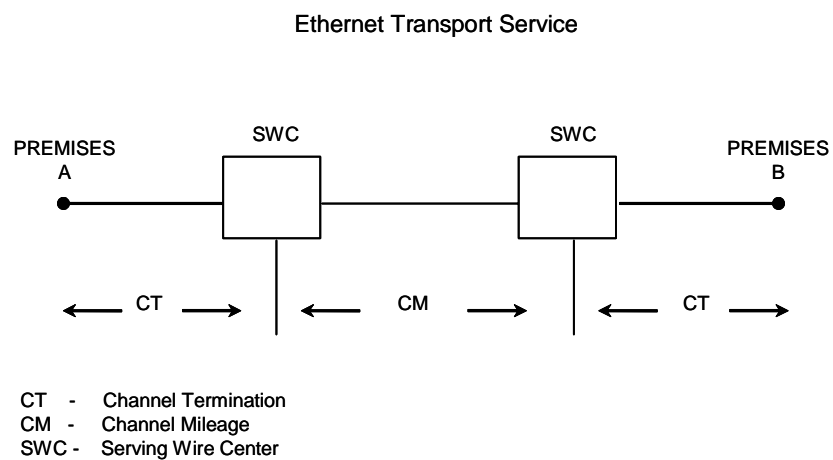 Ethernet Transport Service
SWC SWC
PREMISES PREMISES
A B
CT CM CT
CT - Channel Termination
CM - Channel Mileage
SWC - Serving Wire Center